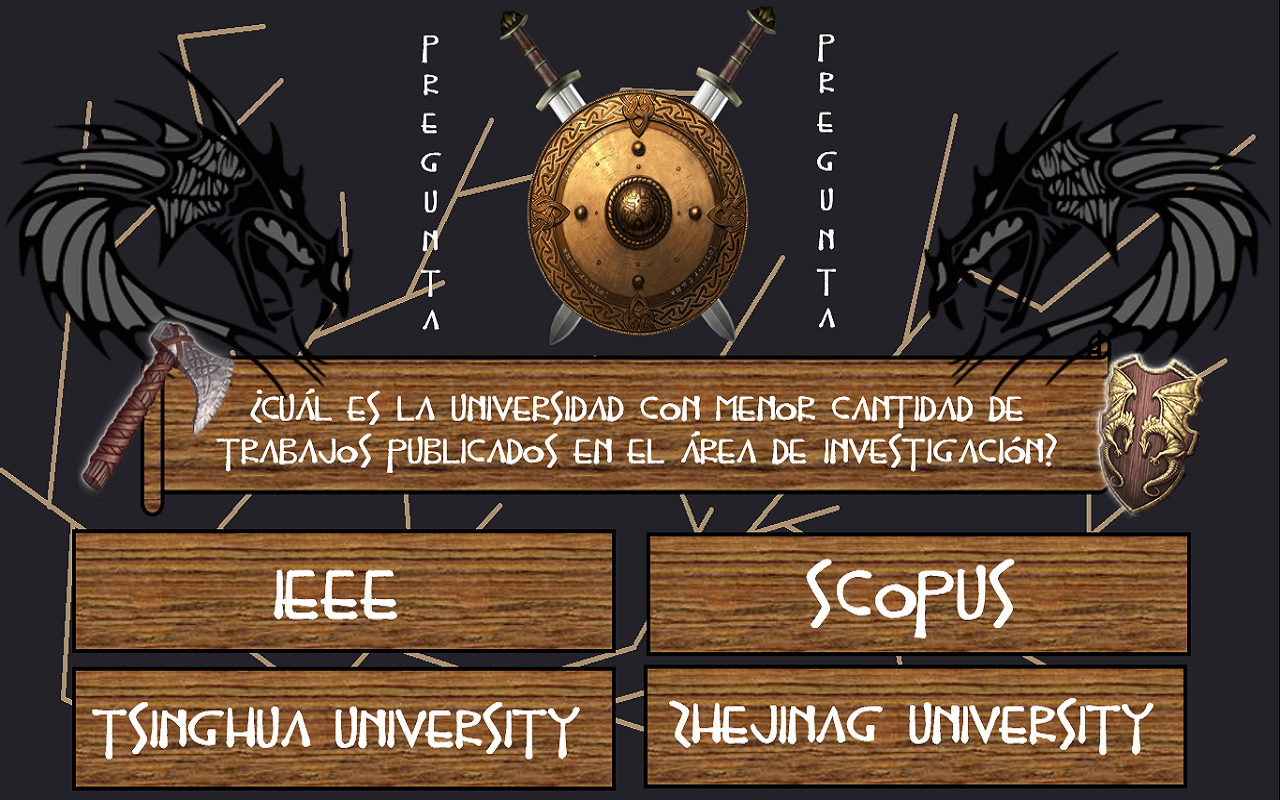 PREGUNTA
PREGUNTA
¿CUÁL ES LA UNIVERSIDAD CON MENOR CANTIDAD DE
TRABAJOS PUBLICADOS EN EL ÁREA DE INVESTIGACIÓN?
IEEE
SCOPUS
TSINGHUA UNIVERSITY
ZHEJINAG UNIVERSITY